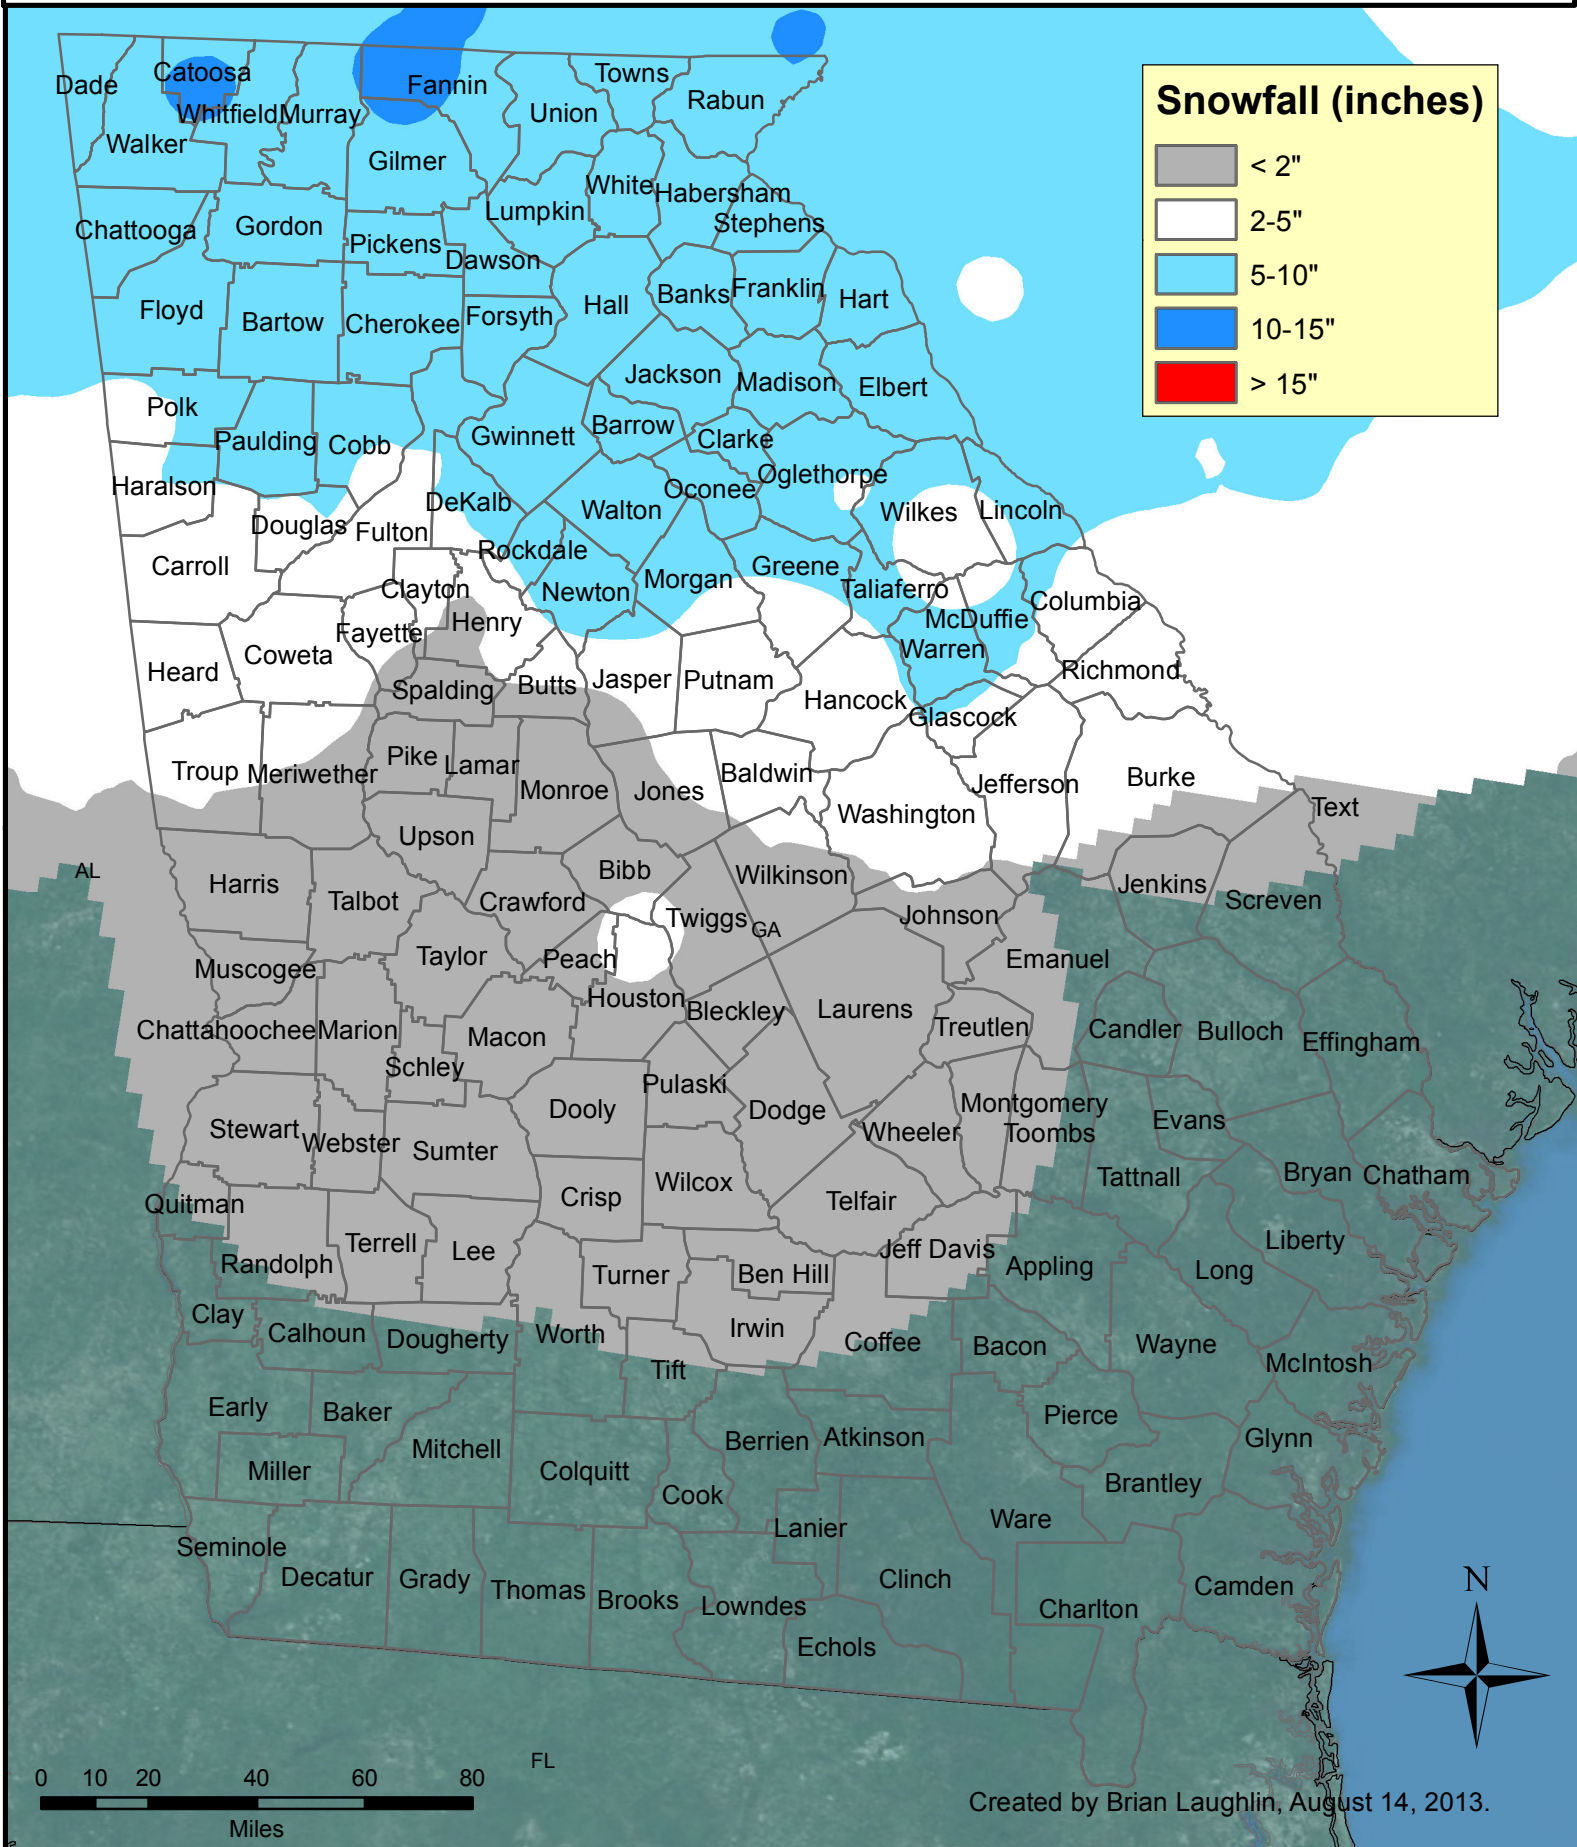 Snowfall (inches)
< 2"
2-5"
5-10"
10-15"
> 15"
Dade
Catoosa
Whitfield
Murray
Fannin
Towns
Union
Rabun
Walker
Gilmer
White
Habersham
Lumpkin
Stephens
Chattooga
Gordon
Pickens
Dawson
Floyd
Bartow
Cherokee
Forsyth
Hall
Banks
Franklin
Hart
Jackson
Madison
Elbert
Polk
Paulding
Cobb
Gwinnett
Barrow
Clarke
Oglethorpe
Haralson
Douglas
Fulton
DeKalb
Walton
Oconee
Wilkes
Lincoln
Carroll
Clayton
Rockdale
Newton
Morgan
Greene
Taliaferro
McDuffie
Columbia
Fayette
Henry
Heard
Coweta
Warren
Richmond
Spalding
Butts
Jasper
Putnam
Hancock
Glascock
Troup
Meriwether
Pike
Lamar
Monroe
Jones
Baldwin
Washington
Jefferson
Burke
Text
Upson
AL
Harris
Talbot
Crawford
Bibb
Wilkinson
Jenkins
Screven
Twiggs
GA
Johnson
Muscogee
Taylor
Peach
Emanuel
Houston
Bleckley
Laurens
Chattahoochee
Marion
Schley
Macon
Treutlen
Candler
Bulloch
Effingham
Pulaski
Dooly
Dodge
Montgomery
Toombs
Stewart
Webster
Sumter
Wheeler
Evans
Tattnall
Bryan
Chatham
Quitman
Crisp
Wilcox
Telfair
Randolph
Terrell
Lee
Turner
Ben Hill
Jeff Davis
Appling
Long
Liberty
Clay
Calhoun
Dougherty
Worth
Irwin
Coffee
Bacon
Wayne
McIntosh
Tift
Early
Baker
Mitchell
Berrien
Atkinson
Pierce
Glynn
Miller
Colquitt
Cook
Brantley
Lanier
Ware
Seminole
Decatur
Grady
Thomas
Brooks
Lowndes
Clinch
Charlton
Camden
Echols
N
FL
0 10 20 40 60 80
Miles
Created by Brian Laughlin, August 14, 2013.